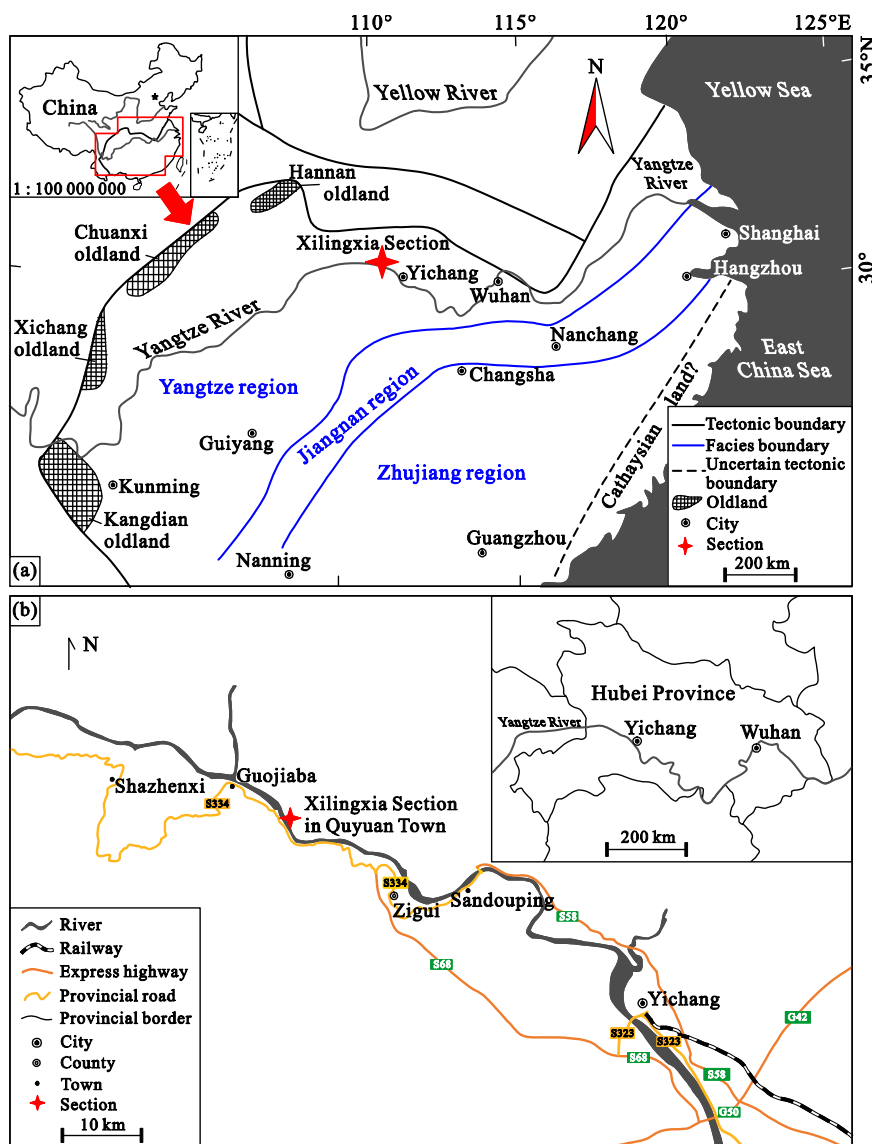 110°
115°
120°
125°E
35°N
China
*
1 : 100 000 000
Yellow River
N
Yellow Sea
Hannan
oldland
Yangtze
River
Chuanxi
oldland
Xilingxia Section
Shanghai
Yichang
Wuhan
Hangzhou
30°
Xichang
oldland
Yangtze River
Nanchang
East
China Sea
Yangtze region
Changsha
Jiangnan region
Cathaysian land?
Guiyang
Zhujiang region
Kunming
Kangdian
oldland
Guangzhou
Nanning
Tectonic boundary
Facies boundary
Uncertain tectonic
boundary
Oldland
City
Section
200 km
(a)
(b)
N
Hubei Province
Yangtze River
Yichang
Wuhan
200 km
Shazhenxi
Guojiaba
S334
Xilingxia Section
in Quyuan Town
S334
Zigui
Sandouping
S58
S68
Yichang
G42
S323
S323
S68
S58
G50
River
Railway
Express highway
Provincial road
Provincial border
City
County
Town
Section
10 km